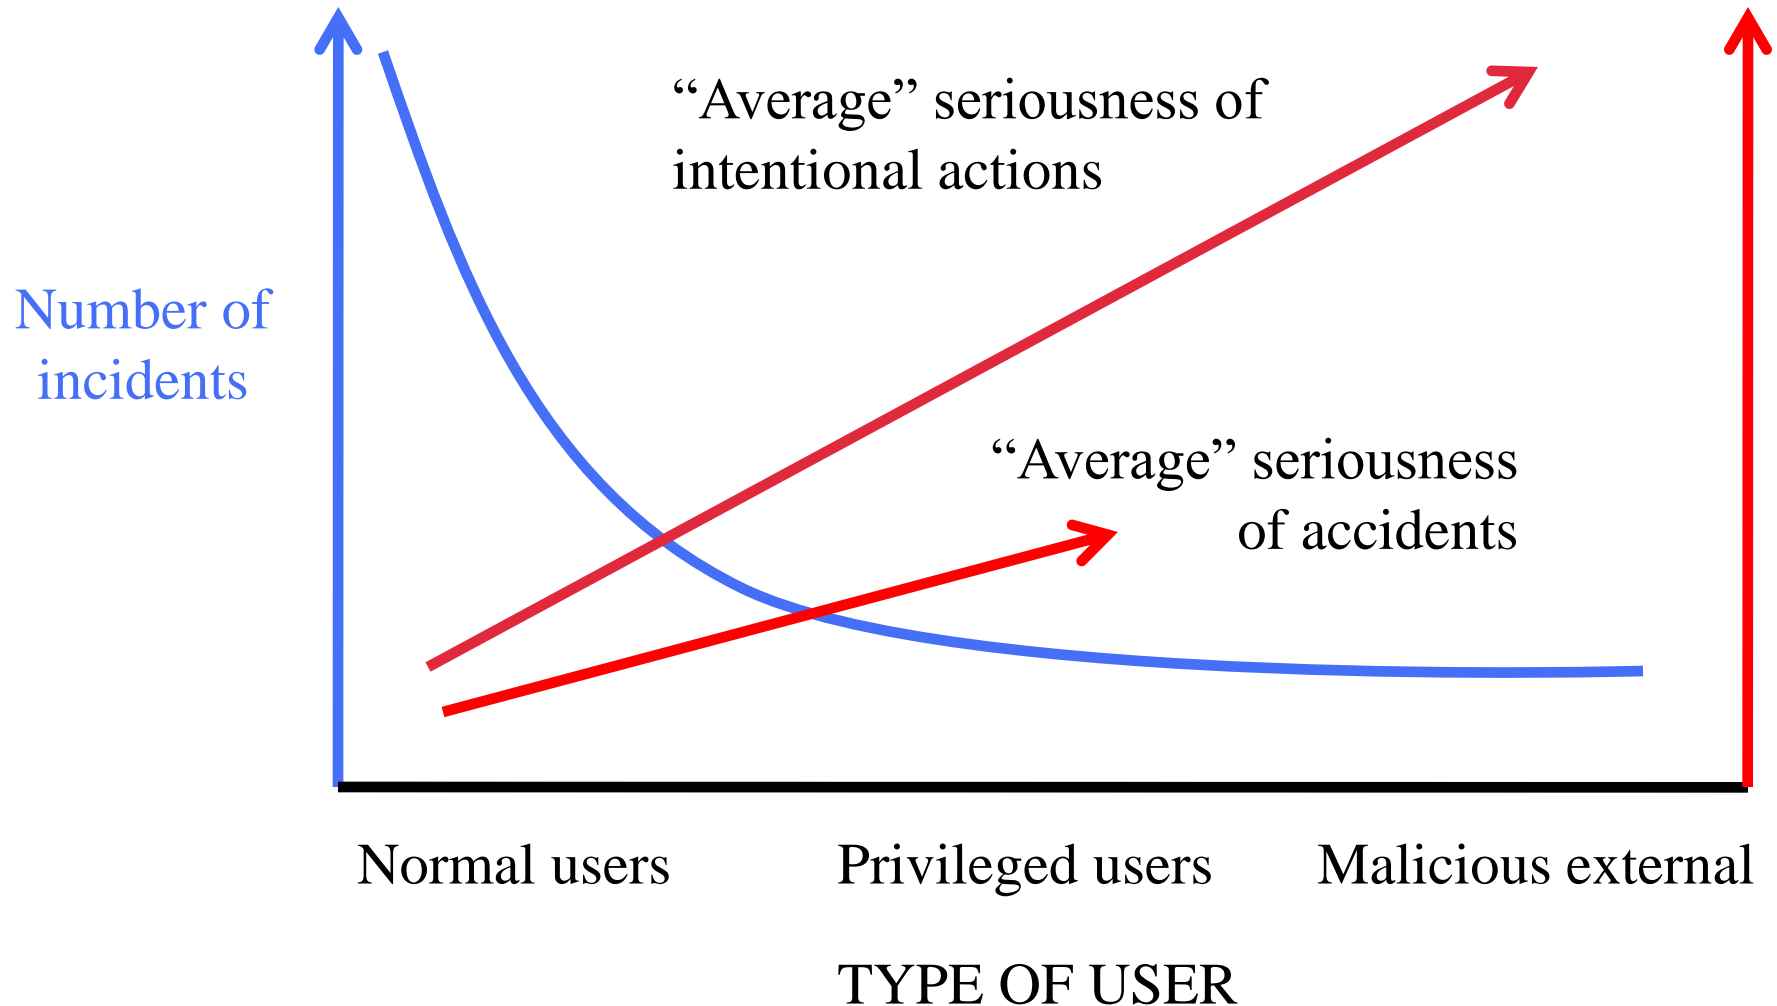 “Average” seriousness of
intentional actions
Number of
incidents
“Average” seriousness
of accidents
Normal users
Privileged users
Malicious external
TYPE OF USER